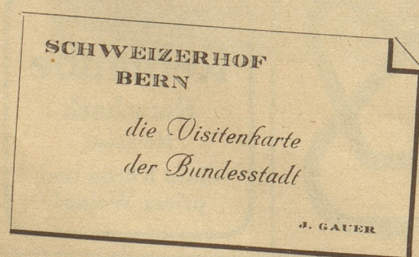 SCHWEIZERHOF
BERN
die Visitenkarte
der Bundesstadt
J. GAUER